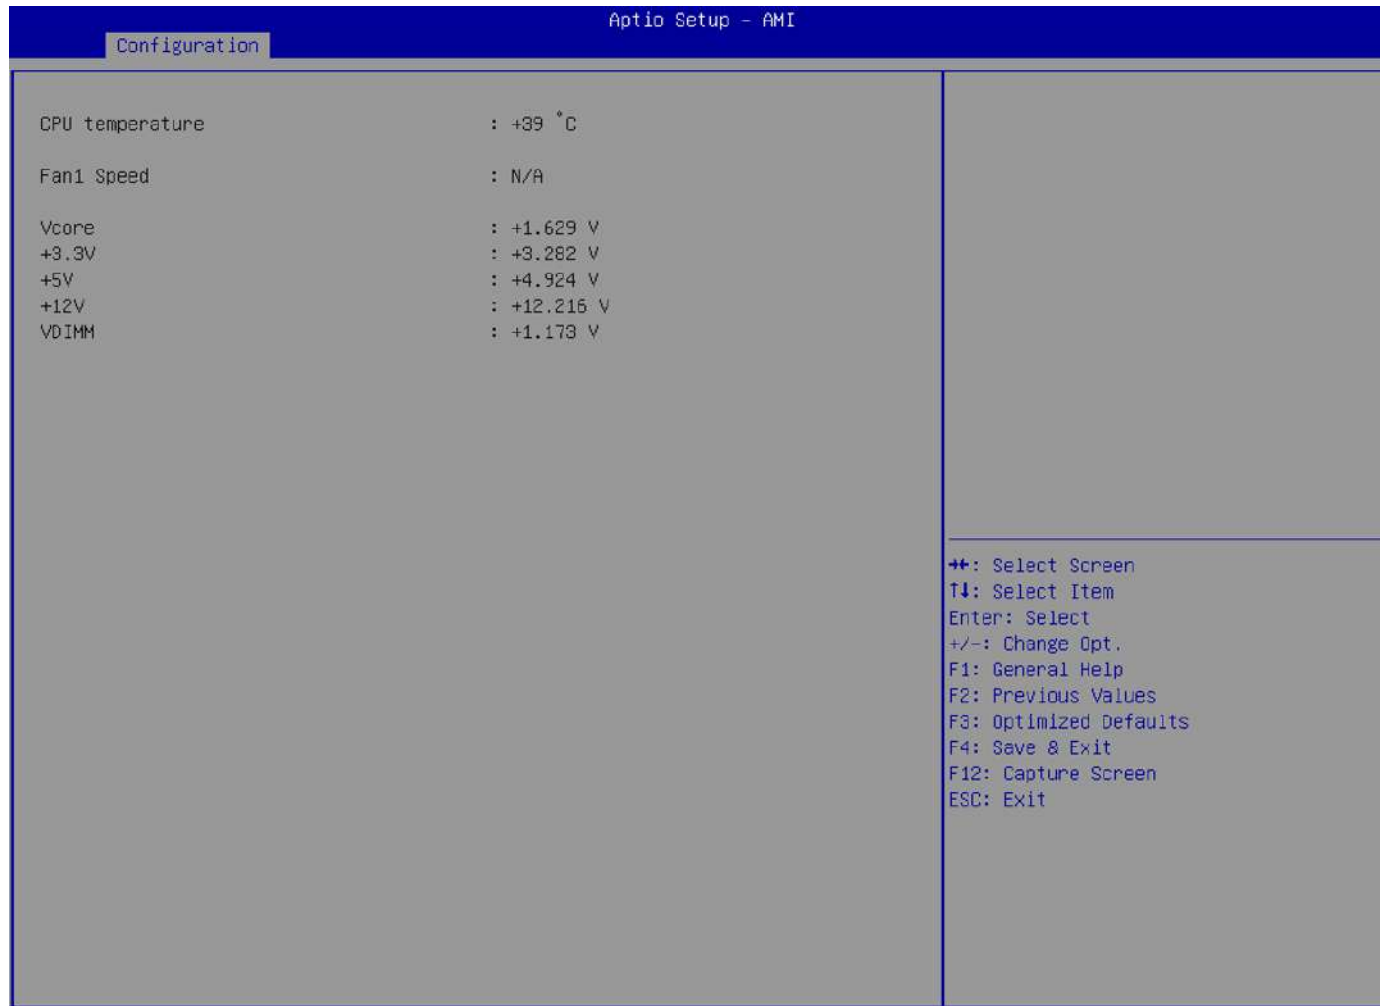 Aptio Setup – AMI
Configuration
CPU temperature : +39 °C
Fan1 Speed : N/A
Vcore : +1.629 V
+3.3V : +3.282 V
+5V : +4.924 V
+12V : +12.216 V
VDIMM : +1.173 V
→←: Select Screen
↑↓: Select Item
Enter: Select
+/-: Change Opt.
F1: General Help
F2: Previous Values
F3: Optimized Defaults
F4: Save & Exit
F12: Capture Screen
ESC: Exit